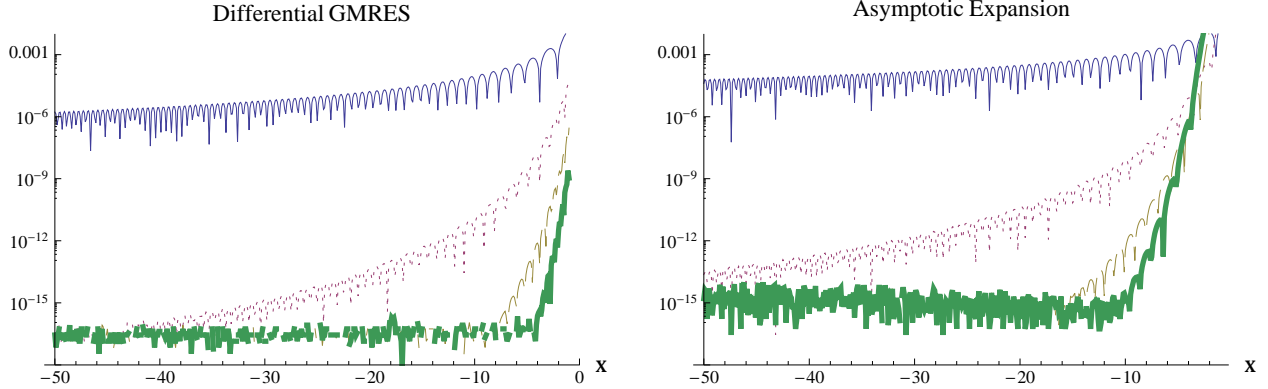 Differential GMRES
0.001
10^-6
10^-9
10^-12
10^-15
−50 −40 −30 −20 −10 0 x
Asymptotic Expansion
0.001
10^-6
10^-9
10^-12
10^-15
−50 −40 −30 −20 −10 x